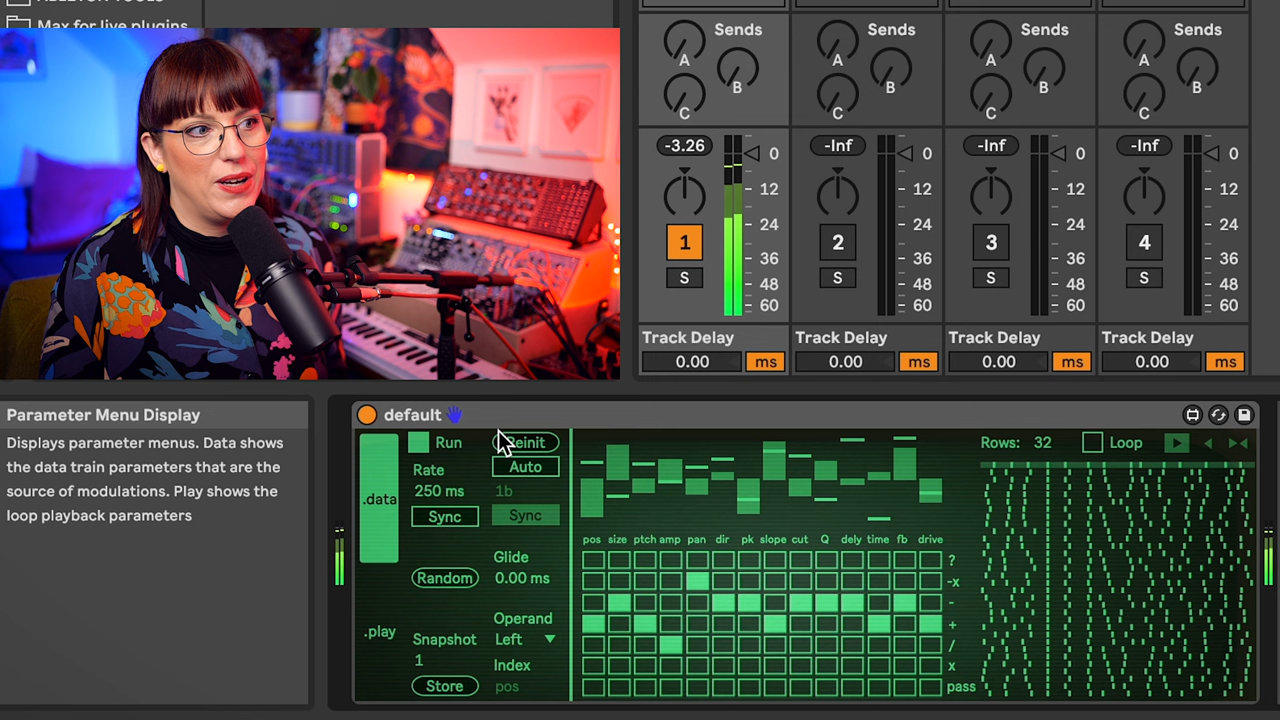 Max for live plugins
Sends Sends Sends Sends
A B C A B C A B C A B C
-3.26 0 -Inf 0 -Inf 0 -Inf 0
12 12 12 12
24 24 24 24
1 2 3 4
36 36 36 36
S S S S
48 48 48 48
60 60 60 60
Track Delay Track Delay Track Delay Track Delay
0.00 ms 0.00 ms 0.00 ms 0.00 ms
Parameter Menu Display
Displays parameter menus. Data shows
the data train parameters that are the
source of modulations. Play shows the
loop playback parameters
default
.data
.play
Run
Rate
250 ms
Sync
Random
Snapshot
1
Store
Reinit
Auto
1b
Sync
Glide
0.00 ms
Operand
Left
Index
pos
pos size ptch amp pan dir pk slope cut Q dely time fb drive
?
-x
-
+
/
x
pass
Rows: 32 Loop